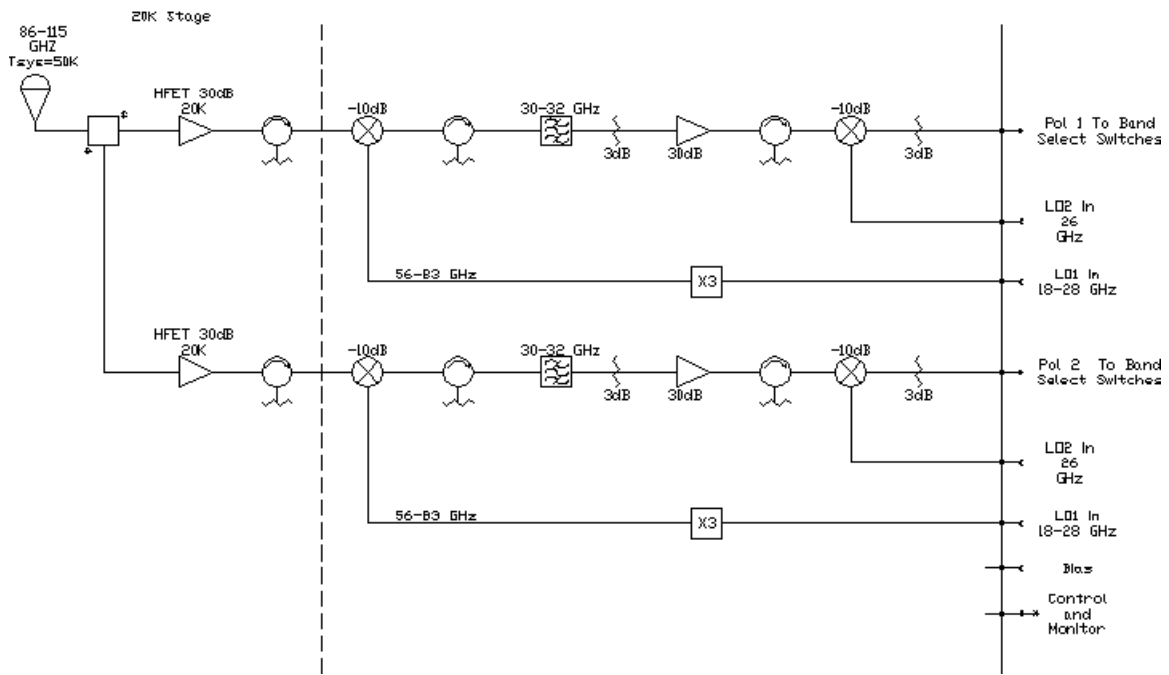 20K Stage
86-115
GHZ
Tsys=50K
HFET 30dB
20K
-10dB
30-32 GHz
3dB
30dB
-10dB
3dB
Pol 1 To Band
Select Switches
LO2 In
26
GHz
56-83 GHz
X3
LO1 In
18-28 GHz
HFET 30dB
20K
-10dB
30-32 GHz
3dB
30dB
-10dB
3dB
Pol 2 To Band
Select Switches
LO2 In
26
GHz
56-83 GHz
X3
LO1 In
18-28 GHz
Bias
Control
and
Monitor